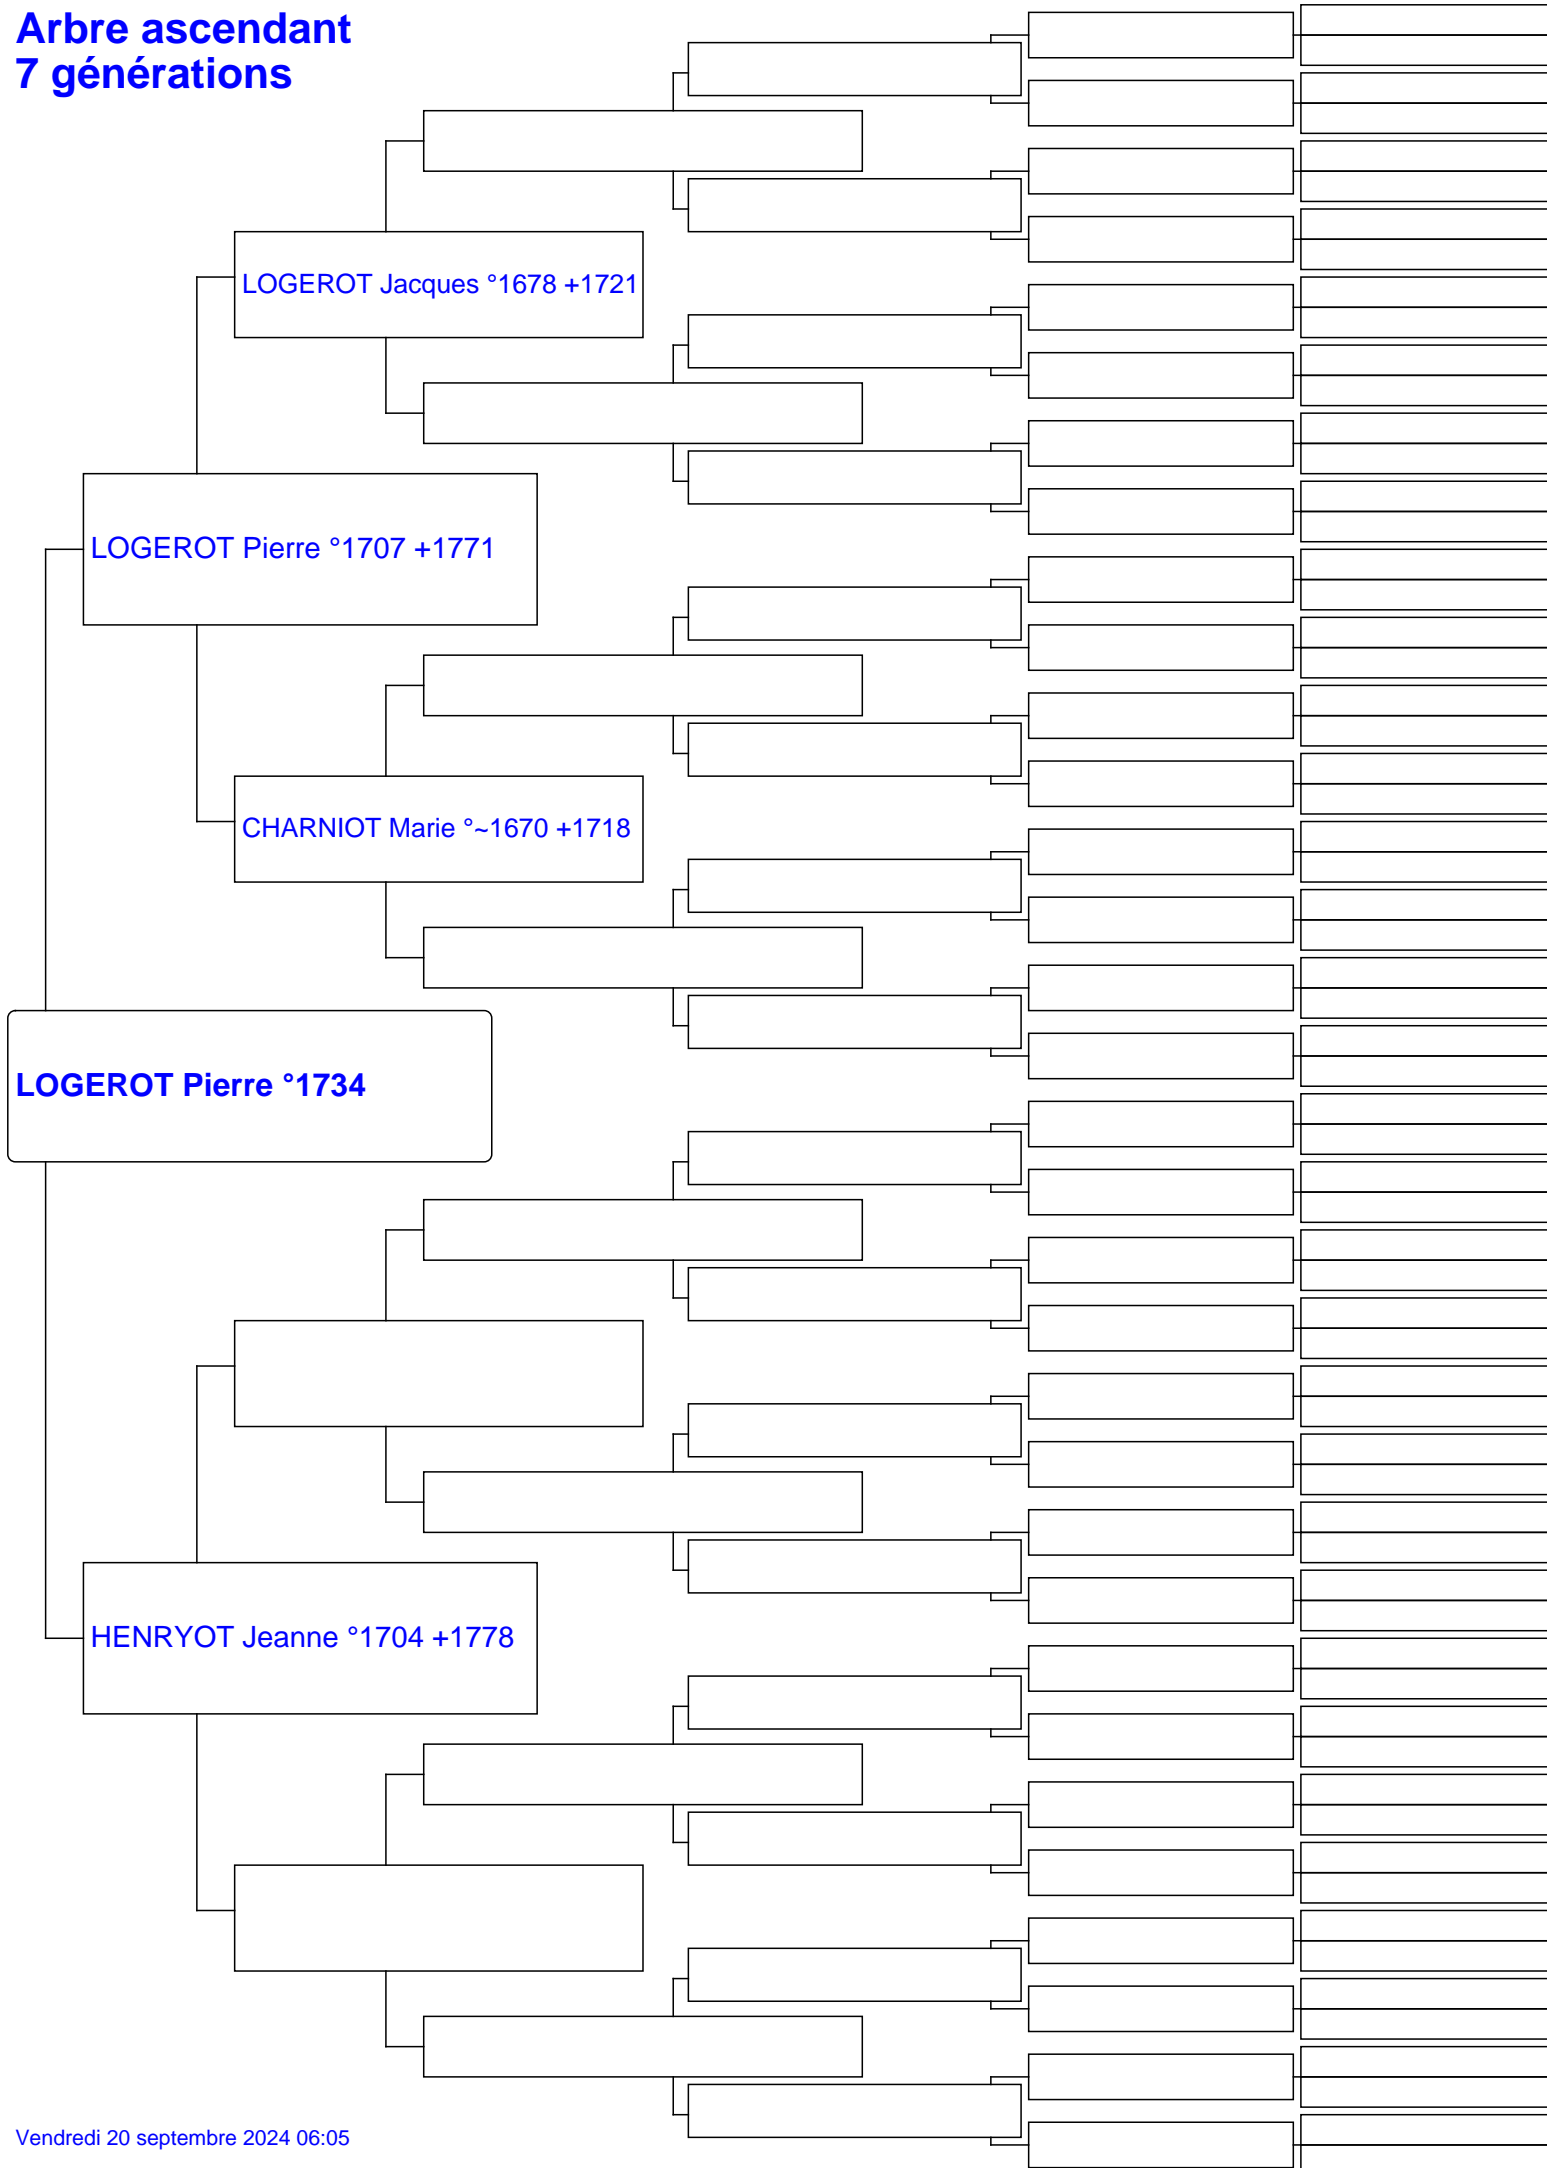 Arbre ascendant
7 générations
LOGEROT Jacques °1678 +1721
LOGEROT Pierre °1707 +1771
CHARNIOT Marie °~1670 +1718
LOGEROT Pierre °1734
HENRYOT Jeanne °1704 +1778
Vendredi 20 septembre 2024 06:05